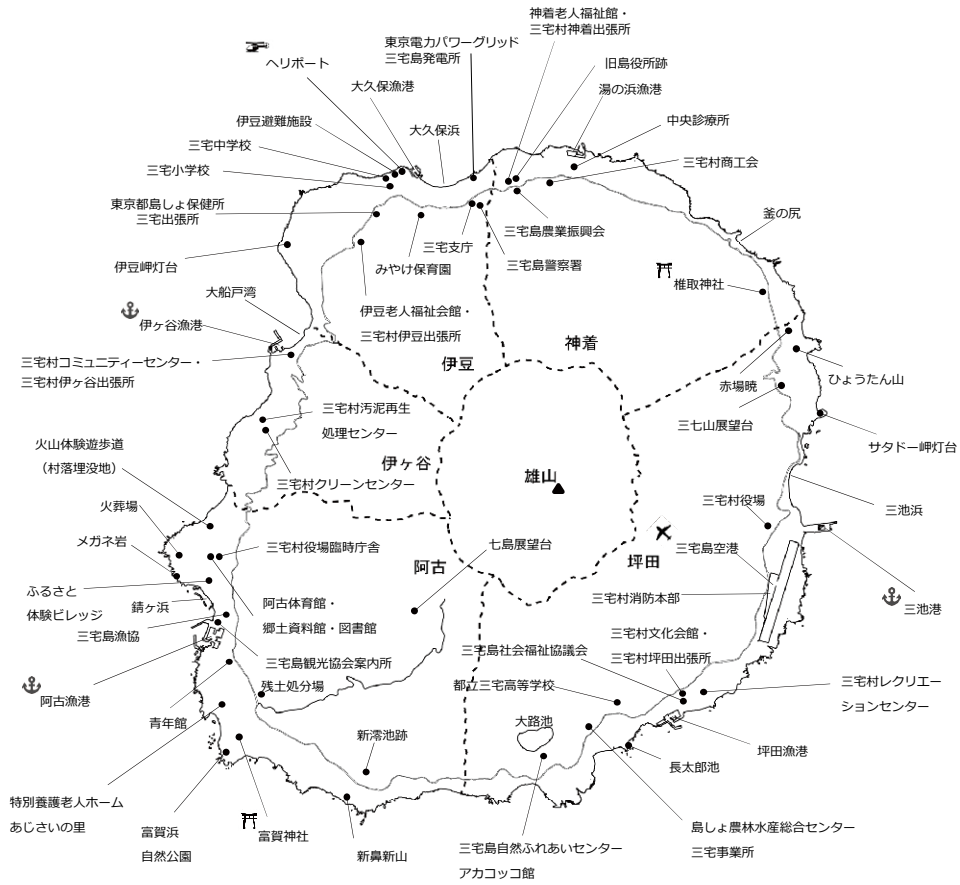 神着老人福祉館・
三宅村神着出張所
東京電力パワーグリッド
三宅島発電所
ヘリポート
旧島役所跡
大久保漁港
湯の浜漁港
伊豆避難施設
大久保浜
中央診療所
三宅中学校
三宅小学校
三宅村商工会
東京都島しょ保健所
三宅出張所
釜の尻
三宅島農業振興会
三宅支庁
伊豆岬灯台
みやけ保育園
三宅島警察署
椎取神社
大船戸湾
伊豆老人福祉会館・
三宅村伊豆出張所
伊ヶ谷漁港
神着
伊豆
三宅村コミュニティーセンター・
三宅村伊ヶ谷出張所
赤場暁
ひょうたん山
三宅村汚泥再生
処理センター
三七山展望台
火山体験遊歩道
（村落埋没地）
サタドー岬灯台
伊ヶ谷
雄山
三宅村クリーンセンター
三宅村役場
三池浜
火葬場
メガネ岩
三宅村役場臨時庁舎
七島展望台
三宅島空港
阿古
坪田
ふるさと
体験ビレッジ
三宅村消防本部
錆ヶ浜
阿古体育館・
郷土資料館・図書館
三池港
三宅島漁協
三宅村文化会館・
三宅村坪田出張所
三宅島社会福祉協議会
三宅島観光協会案内所
残土処分場
都立三宅高等学校
三宅村レクリエー
ションセンター
阿古漁港
青年館
大路池
新澪池跡
坪田漁港
長太郎池
特別養護老人ホーム
あじさいの里
富賀浜
自然公園
富賀神社
新鼻新山
三宅島自然ふれあいセンター
アカコッコ館
島しょ農林水産総合センター
三宅事業所